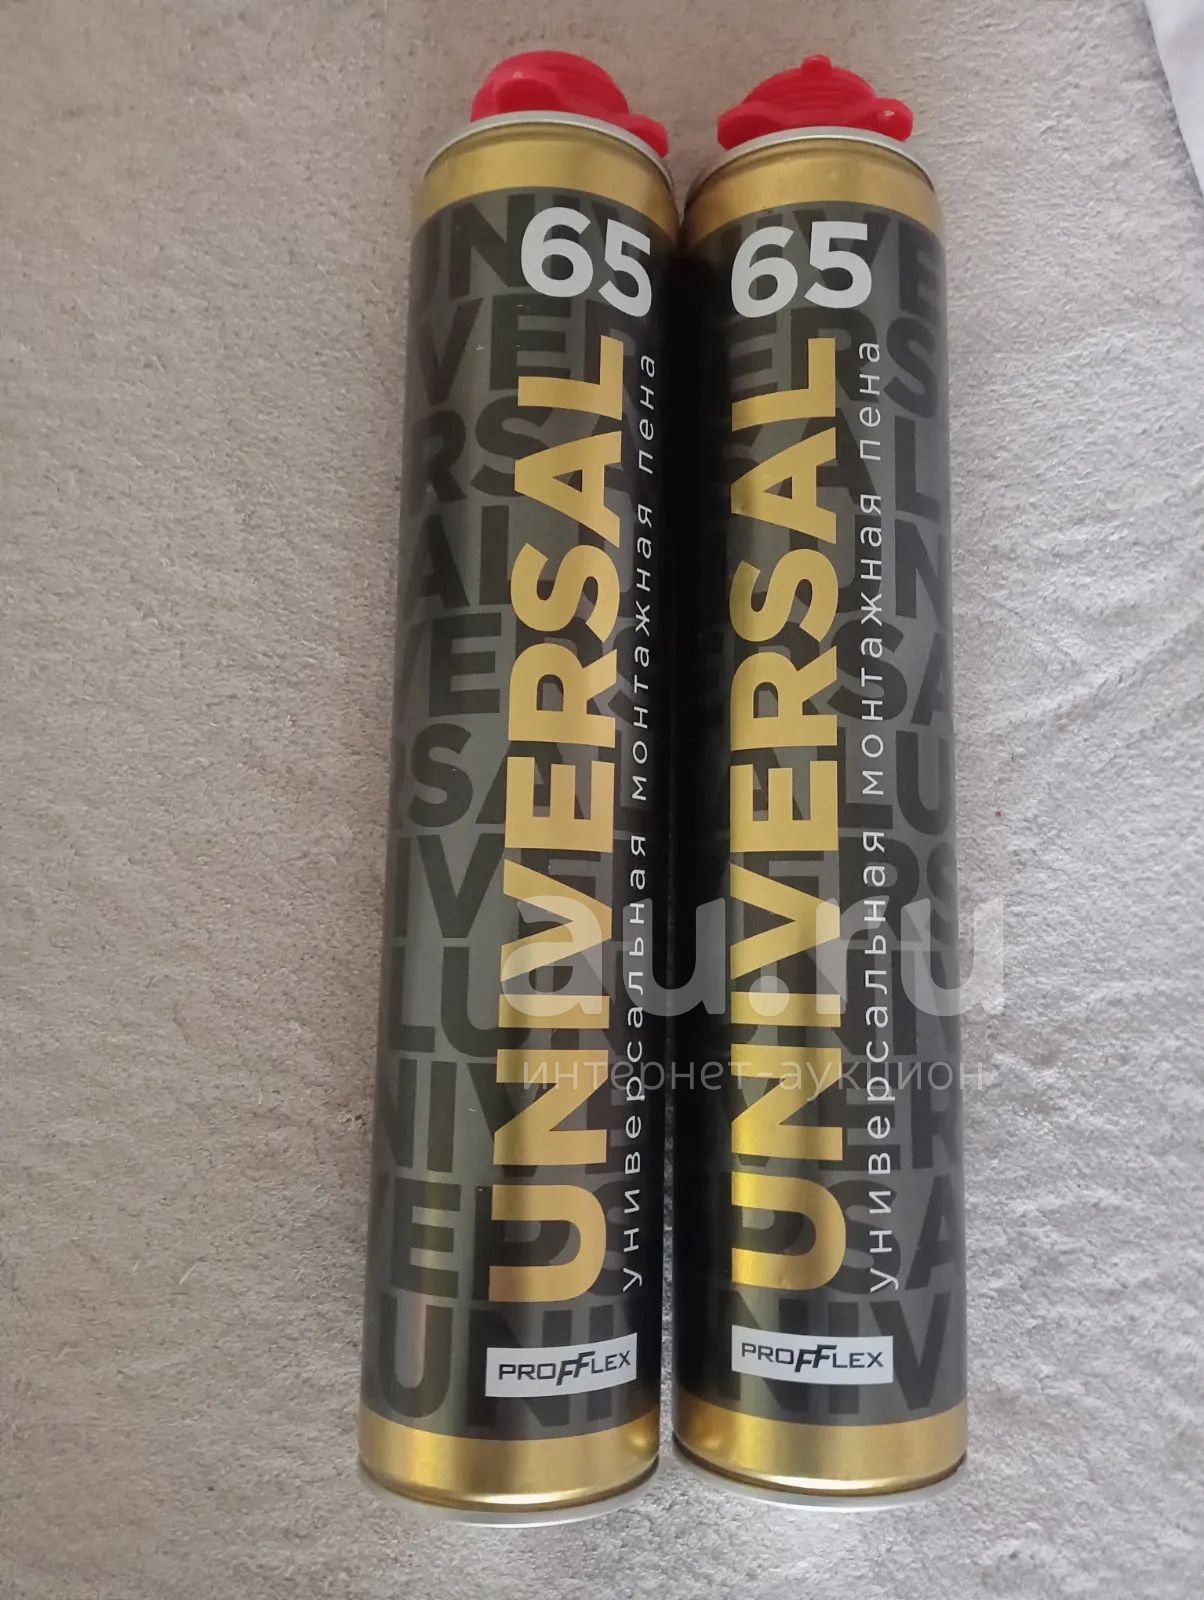 65
UNIVERSAL
универсальная монтажная пена
PROFFLEX
65
UNIVERSAL
универсальная монтажная пена
PROFFLEX
au.ru
интернет-аукцион